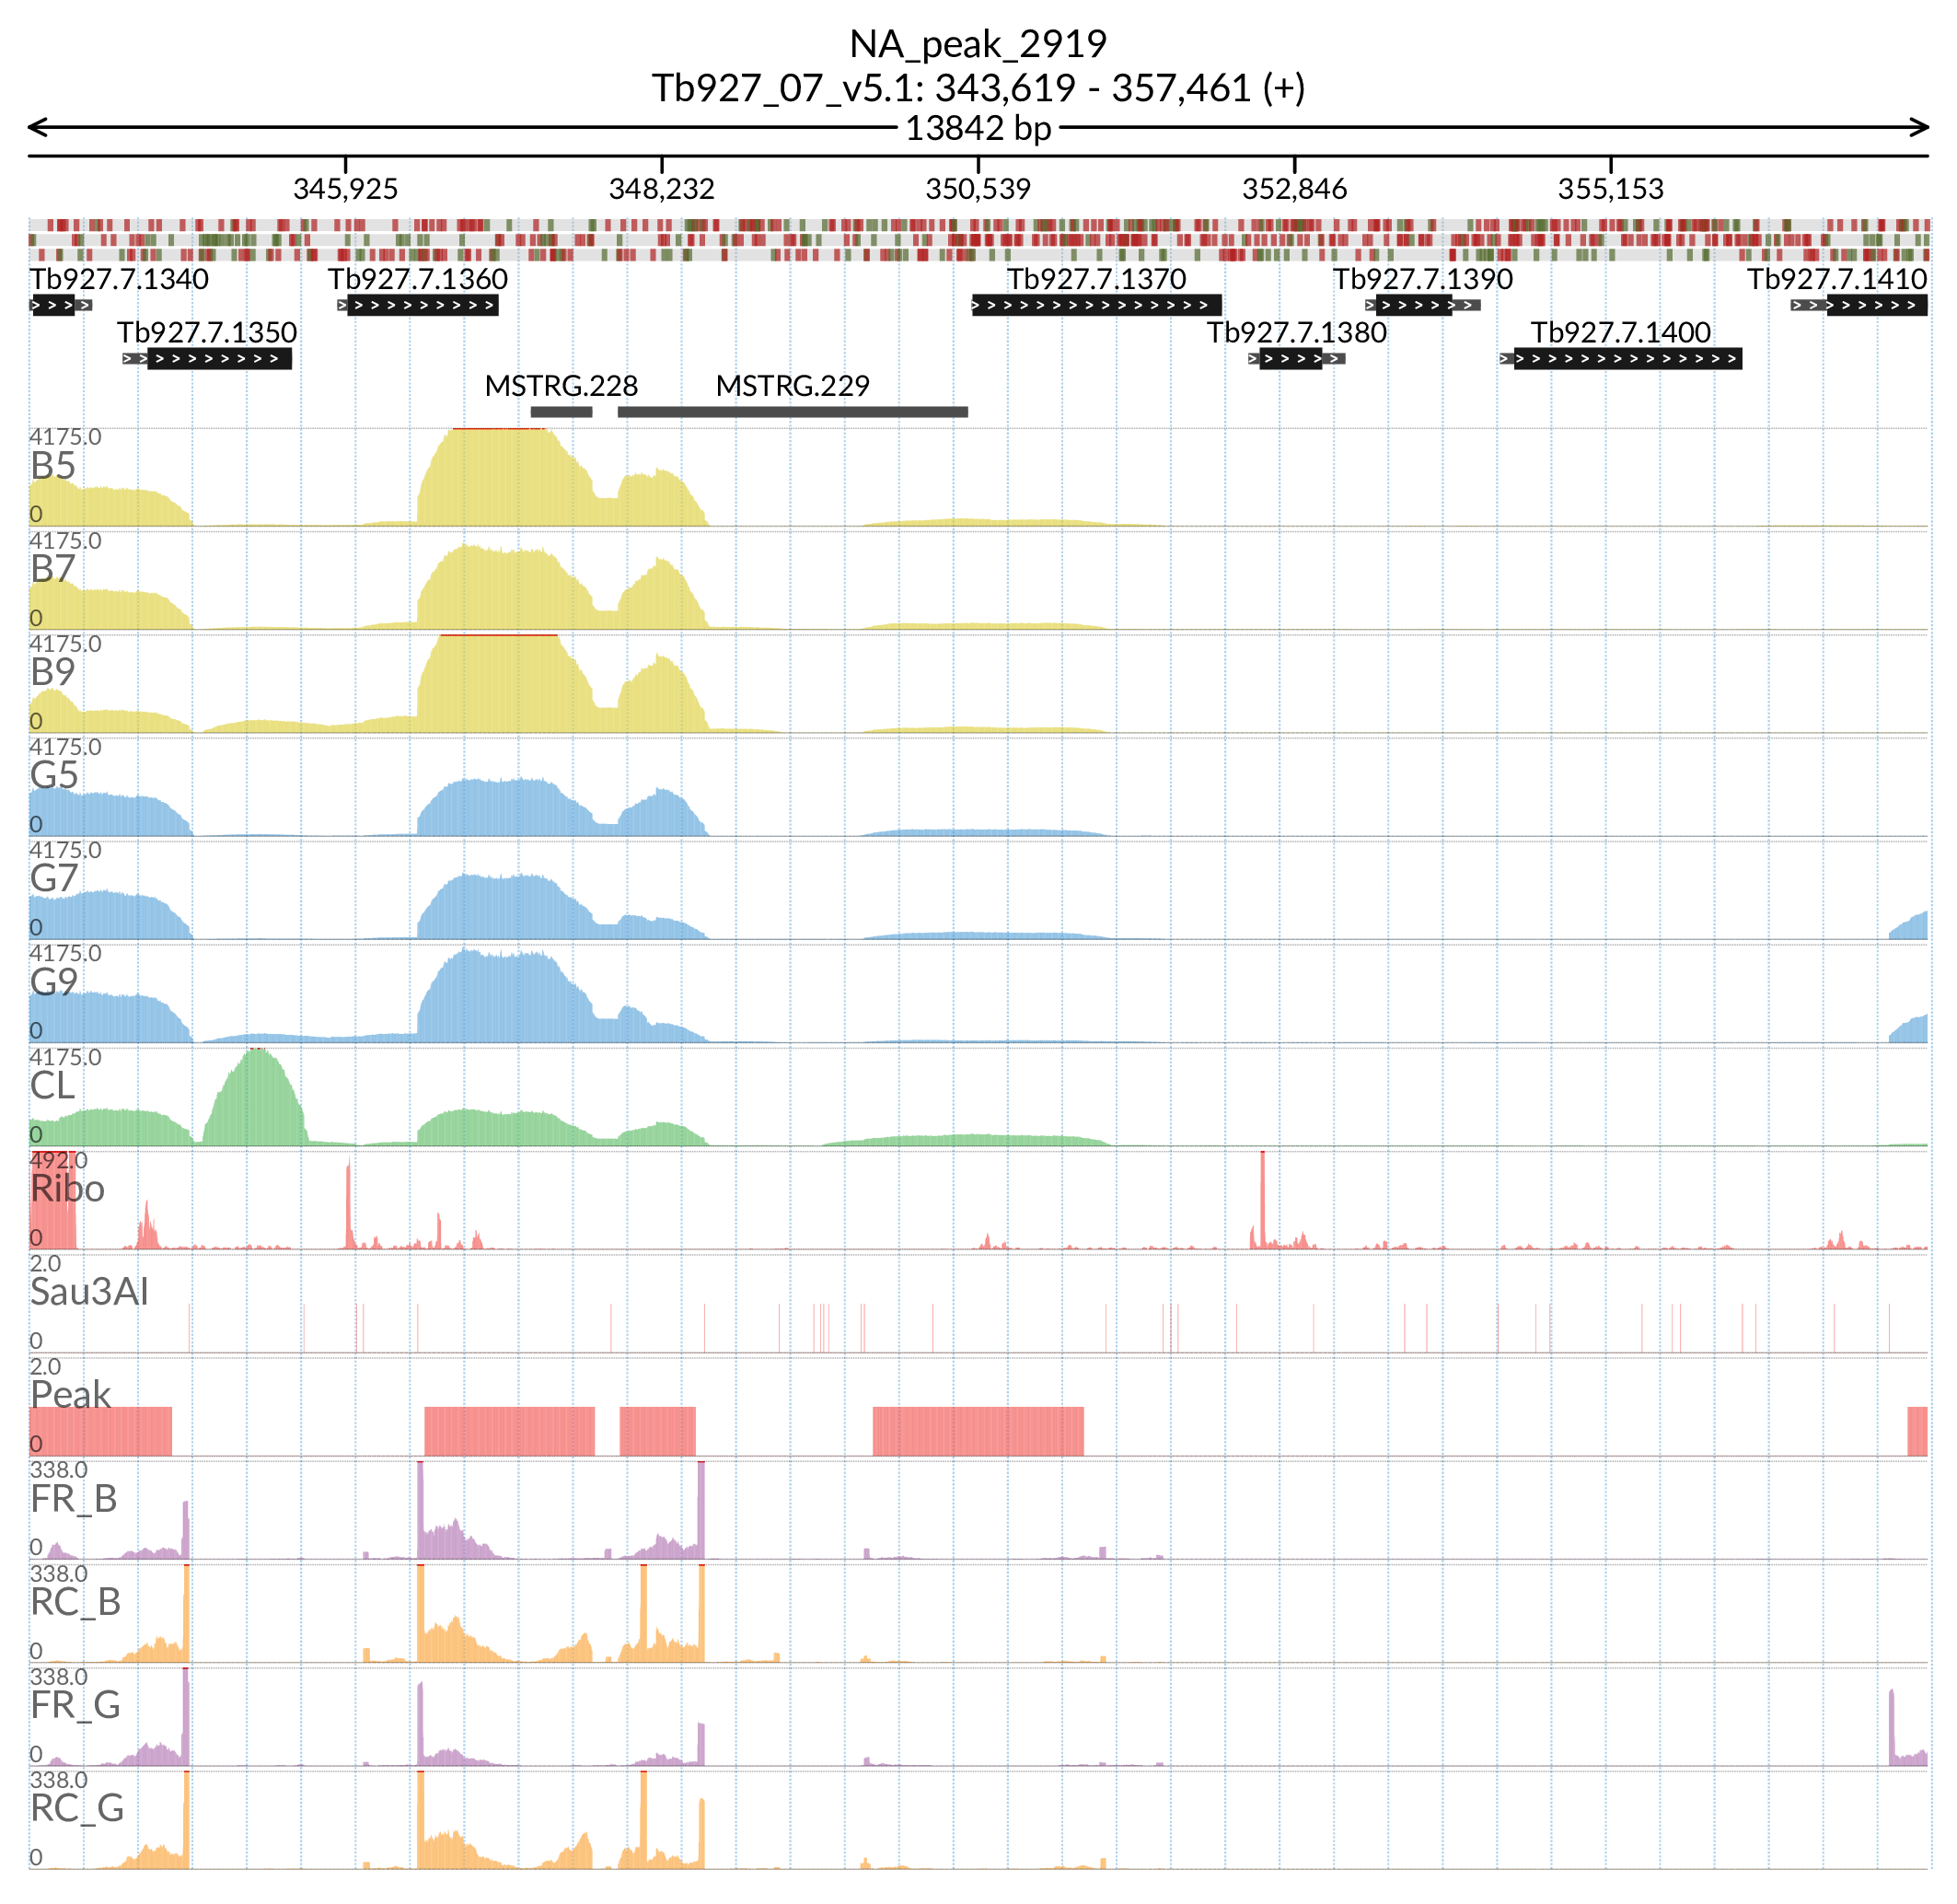 NA_peak_2919
Tb927_07_v5.1: 343,619 - 357,461 (+)
13842 bp
345,925 348,232 350,539 352,846 355,153
Tb927.7.1340 Tb927.7.1360 Tb927.7.1370 Tb927.7.1390 Tb927.7.1410
Tb927.7.1350 Tb927.7.1380 Tb927.7.1400
MSTRG.228 MSTRG.229
4175.0
B5
0
4175.0
B7
0
4175.0
B9
0
4175.0
G5
0
4175.0
G7
0
4175.0
G9
0
4175.0
CL
0
492.0
Ribo
0
2.0
Sau3AI
0
2.0
Peak
0
338.0
FR_B
0
338.0
RC_B
0
338.0
FR_G
0
338.0
RC_G
0